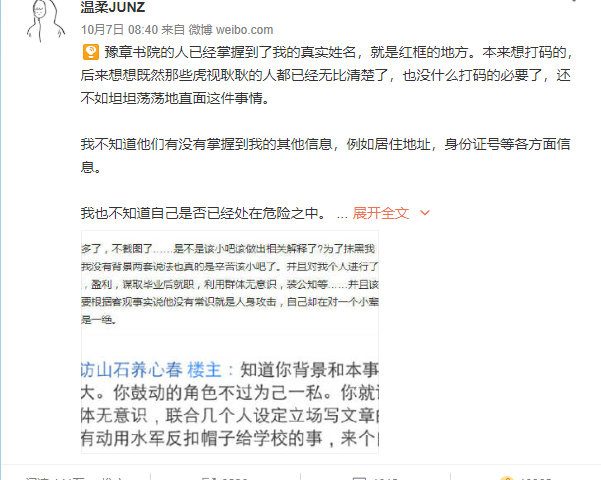 温柔JUNZ
10月7日 08:40 来自 微博 weibo.com
豫章书院的人已经掌握到了我的真实姓名，就是红框的地方。本来想打码的，
后来想想既然那些虎视耽耿的人都已经无比清楚了，也没什么打码的必要了，还
不如坦坦荡荡地直面这件事情。
我不知道他们有没有掌握到我的其他信息，例如居住地址，身份证号等各方面信
息。
我也不知道自己是否已经处在危险之中。 ... 展开全文
多了，不截图了……是不是该小吧该做出相关解释了?为了抹黑我
我没有背景两套说法也真的是辛苦该小吧了。并且对我个人进行了
，盈利，谋取毕业后就职，利用群体无意识，装公知等……并且该
要根据客观事实说他没有常识就是人身攻击，自己却在对一个小辈
是一绝。
访山石养心春 楼主：知道你背景和本事
大。你鼓动的角色不过为己一私。你就
体无意识，联合几个人设定立场写文章
有动用水军反扣帽子给学校的事，来个